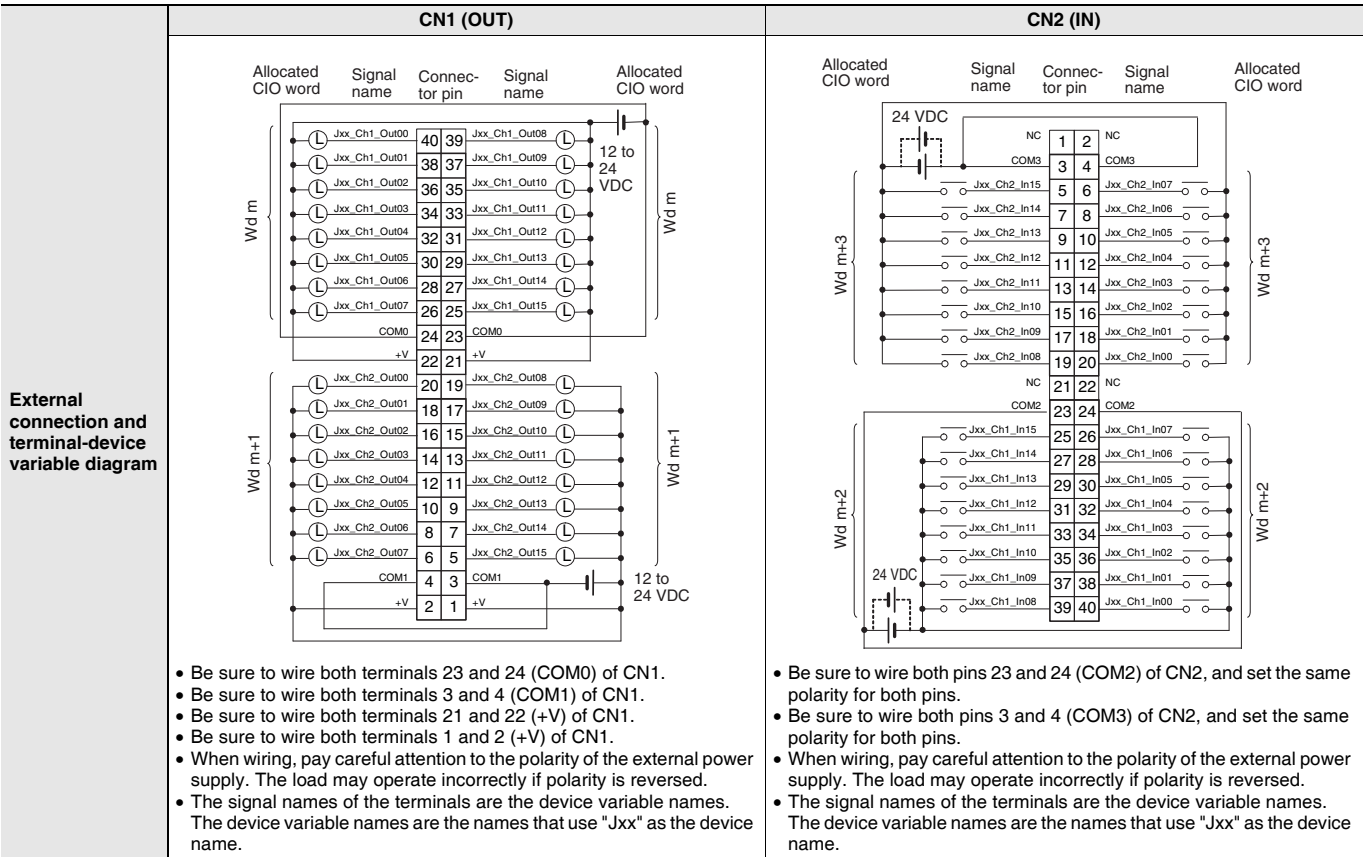 CN1 (OUT)
CN2 (IN)
External
connection and
terminal-device
variable diagram
Allocated
CIO word
Signal
name
Connec-
tor pin
Signal
name
Allocated
CIO word
12 to
24
VDC
Wd m
Wd m
Jxx_Ch1_Out00 40 39 Jxx_Ch1_Out08
L L
Jxx_Ch1_Out01 38 37 Jxx_Ch1_Out09
L L
Jxx_Ch1_Out02 36 35 Jxx_Ch1_Out10
L L
Jxx_Ch1_Out03 34 33 Jxx_Ch1_Out11
L L
Jxx_Ch1_Out04 32 31 Jxx_Ch1_Out12
L L
Jxx_Ch1_Out05 30 29 Jxx_Ch1_Out13
L L
Jxx_Ch1_Out06 28 27 Jxx_Ch1_Out14
L L
Jxx_Ch1_Out07 26 25 Jxx_Ch1_Out15
L L
COM0 24 23 COM0
+V 22 21 +V
Wd m+1
Wd m+1
Jxx_Ch2_Out00 20 19 Jxx_Ch2_Out08
L L
Jxx_Ch2_Out01 18 17 Jxx_Ch2_Out09
L L
Jxx_Ch2_Out02 16 15 Jxx_Ch2_Out10
L L
Jxx_Ch2_Out03 14 13 Jxx_Ch2_Out11
L L
Jxx_Ch2_Out04 12 11 Jxx_Ch2_Out12
L L
Jxx_Ch2_Out05 10 9 Jxx_Ch2_Out13
L L
Jxx_Ch2_Out06 8 7 Jxx_Ch2_Out14
L L
Jxx_Ch2_Out07 6 5 Jxx_Ch2_Out15
L L
COM1 4 3 COM1
+V 2 1 +V
12 to
24 VDC
• Be sure to wire both terminals 23 and 24 (COM0) of CN1.
• Be sure to wire both terminals 3 and 4 (COM1) of CN1.
• Be sure to wire both terminals 21 and 22 (+V) of CN1.
• Be sure to wire both terminals 1 and 2 (+V) of CN1.
• When wiring, pay careful attention to the polarity of the external power
supply. The load may operate incorrectly if polarity is reversed.
• The signal names of the terminals are the device variable names.
The device variable names are the names that use "Jxx" as the device
name.
Allocated
CIO word
Signal
name
Connec-
tor pin
Signal
name
Allocated
CIO word
24 VDC
NC 1 2 NC
COM3 3 4 COM3
Wd m+3
Wd m+3
Jxx_Ch2_In15 5 6 Jxx_Ch2_In07
Jxx_Ch2_In14 7 8 Jxx_Ch2_In06
Jxx_Ch2_In13 9 10 Jxx_Ch2_In05
Jxx_Ch2_In12 11 12 Jxx_Ch2_In04
Jxx_Ch2_In11 13 14 Jxx_Ch2_In03
Jxx_Ch2_In10 15 16 Jxx_Ch2_In02
Jxx_Ch2_In09 17 18 Jxx_Ch2_In01
Jxx_Ch2_In08 19 20 Jxx_Ch2_In00
NC 21 22 NC
COM2 23 24 COM2
Wd m+2
Wd m+2
Jxx_Ch1_In15 25 26 Jxx_Ch1_In07
Jxx_Ch1_In14 27 28 Jxx_Ch1_In06
Jxx_Ch1_In13 29 30 Jxx_Ch1_In05
Jxx_Ch1_In12 31 32 Jxx_Ch1_In04
Jxx_Ch1_In11 33 34 Jxx_Ch1_In03
Jxx_Ch1_In10 35 36 Jxx_Ch1_In02
Jxx_Ch1_In09 37 38 Jxx_Ch1_In01
Jxx_Ch1_In08 39 40 Jxx_Ch1_In00
24 VDC
• Be sure to wire both pins 23 and 24 (COM2) of CN2, and set the same
polarity for both pins.
• Be sure to wire both pins 3 and 4 (COM3) of CN2, and set the same
polarity for both pins.
• When wiring, pay careful attention to the polarity of the external power
supply. The load may operate incorrectly if polarity is reversed.
• The signal names of the terminals are the device variable names.
The device variable names are the names that use "Jxx" as the device
name.